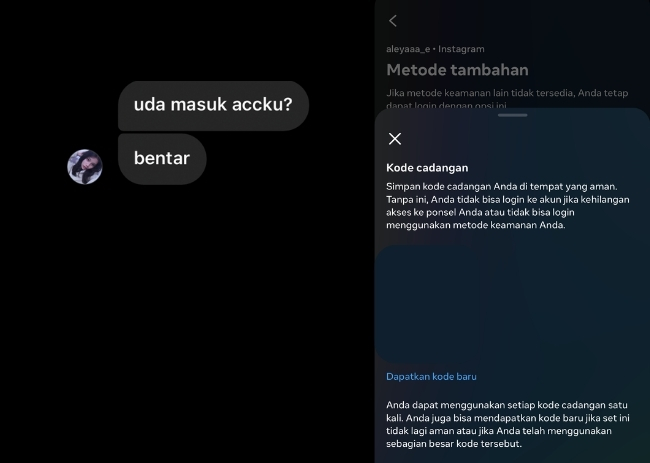 uda masuk accku?
bentar
aleyaaa_e • Instagram
Metode tambahan
Jika metode keamanan lain tidak tersedia, Anda tetap
dapat login dengan opsi ini.
Kode cadangan
Simpan kode cadangan Anda di tempat yang aman.
Tanpa ini, Anda tidak bisa login ke akun jika kehilangan
akses ke ponsel Anda atau tidak bisa login
menggunakan metode keamanan Anda.
Dapatkan kode baru
Anda dapat menggunakan setiap kode cadangan satu
kali. Anda juga bisa mendapatkan kode baru jika set ini
tidak lagi aman atau jika Anda telah menggunakan
sebagian besar kode tersebut.